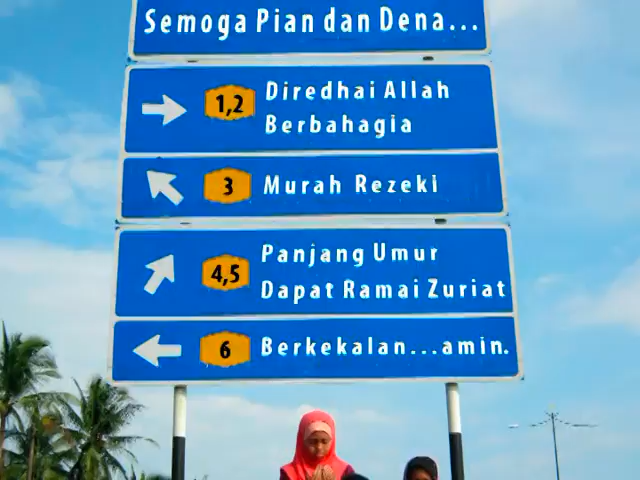 Semoga Pian dan Dena...
1,2 Diredhai Allah
Berbahagia
3 Murah Rezeki
4,5 Panjang Umur
Dapat Ramai Zuriat
6 Berkekalan...amin.